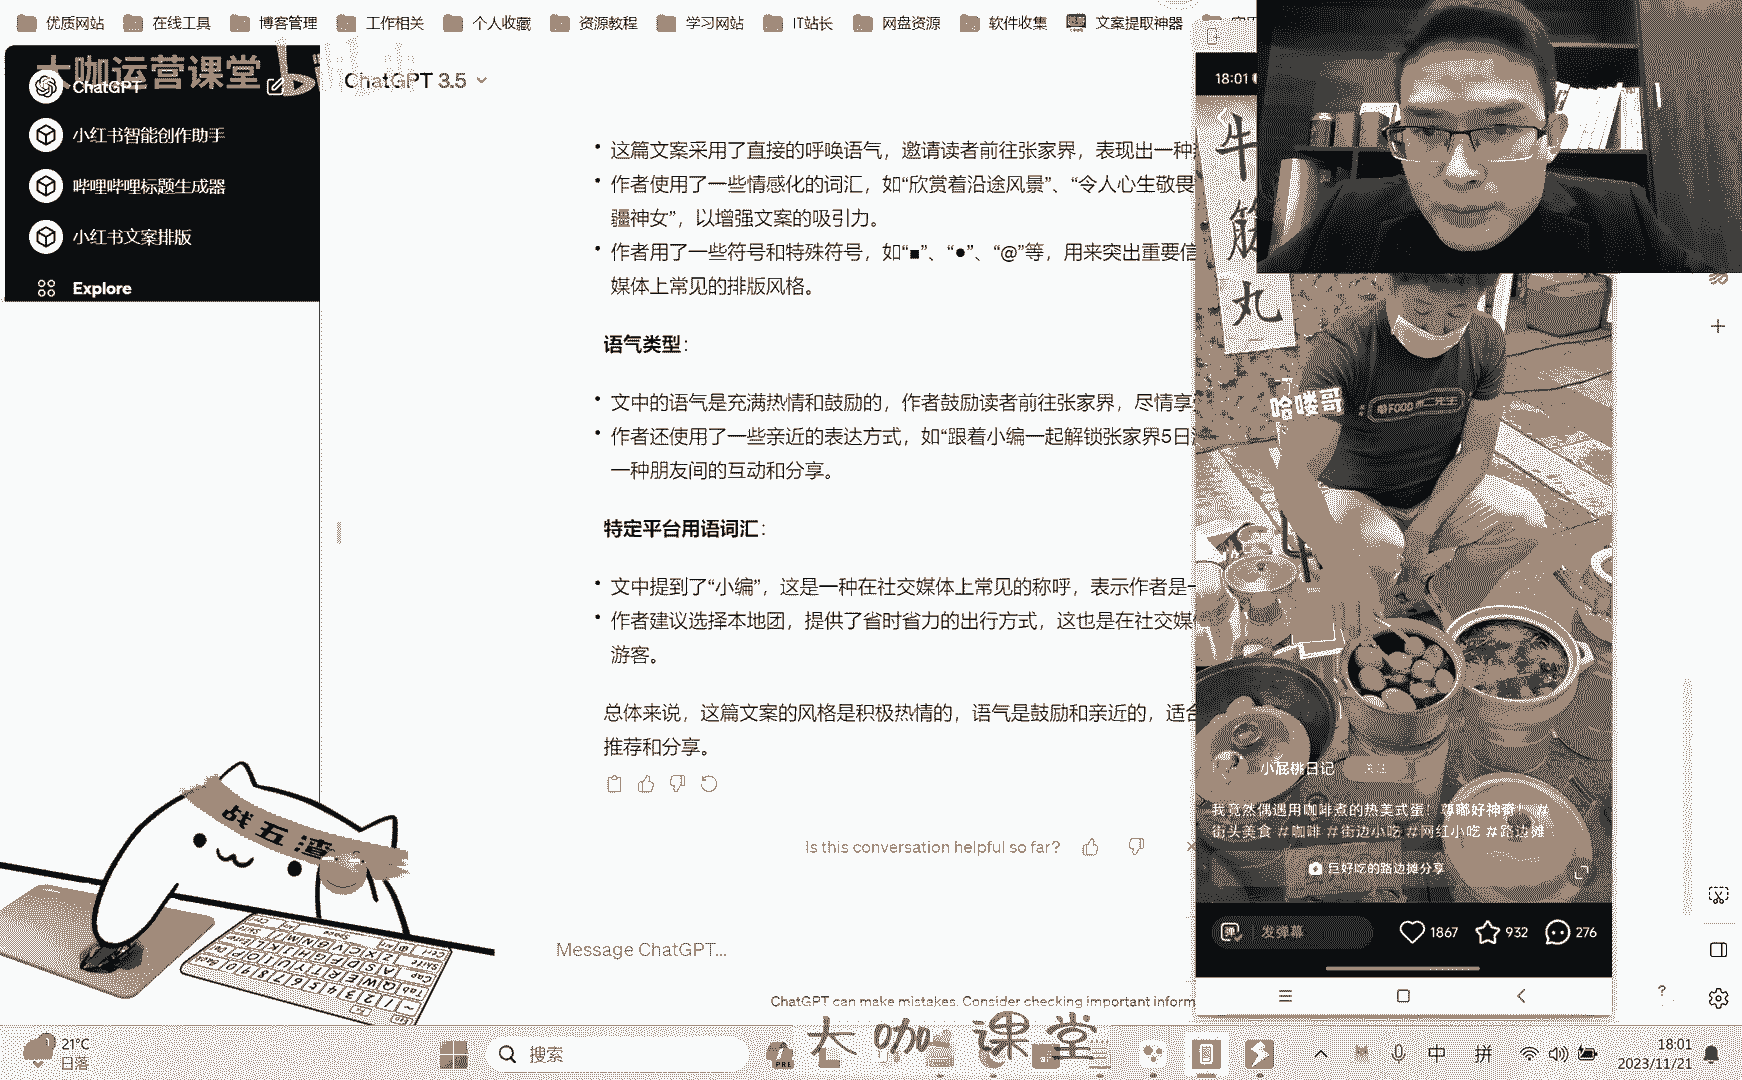 优质网站
在线工具
博客管理
工作相关
个人收藏
资源教程
学习网站
IT站长
网盘资源
软件收集
文案提取神器
大咖运营课堂
ChatGPT
小红书智能创作助手
哔哩哔哩标题生成器
小红书文案排版
Explore
ChatGPT 3.5
• 这篇文案采用了直接的呼唤语气，邀请读者前往张家界，表现出一种
• 作者使用了一些情感化的词汇，如“欣赏着沿途风景”、“令人心生敬畏
疆神女”，以增强文案的吸引力。
• 作者用了一些符号和特殊符号，如“■”、“●”、“@”等，用来突出重要信
媒体上常见的排版风格。
语气类型：
• 文中的语气是充满热情和鼓励的，作者鼓励读者前往张家界，尽情享
• 作者还使用了一些亲近的表达方式，如“跟着小编一起解锁张家界5日
一种朋友间的互动和分享。
特定平台用语词汇：
• 文中提到了“小编”，这是一种在社交媒体上常见的称呼，表示作者是一
• 作者建议选择本地团，提供了省时省力的出行方式，这也是在社交媒
游客。
总体来说，这篇文案的风格是积极热情的，语气是鼓励和亲近的，适合
推荐和分享。
Is this conversation helpful so far?
Message ChatGPT...
ChatGPT can make mistakes. Consider checking important inform
18:01
牛筋丸
哈喽哥
FOOD
小屁桃日记
关注
我竟然偶遇用咖啡煮的热美式蛋！尊嘟好神奇！#
街头美食 #咖啡 #街边小吃 #网红小吃 #路边摊
巨好吃的路边摊分享
发弹幕
1867
932
276
战五渣
大咖课堂
21°C
日落
搜索
PRE
中
拼
18:01
2023/11/21